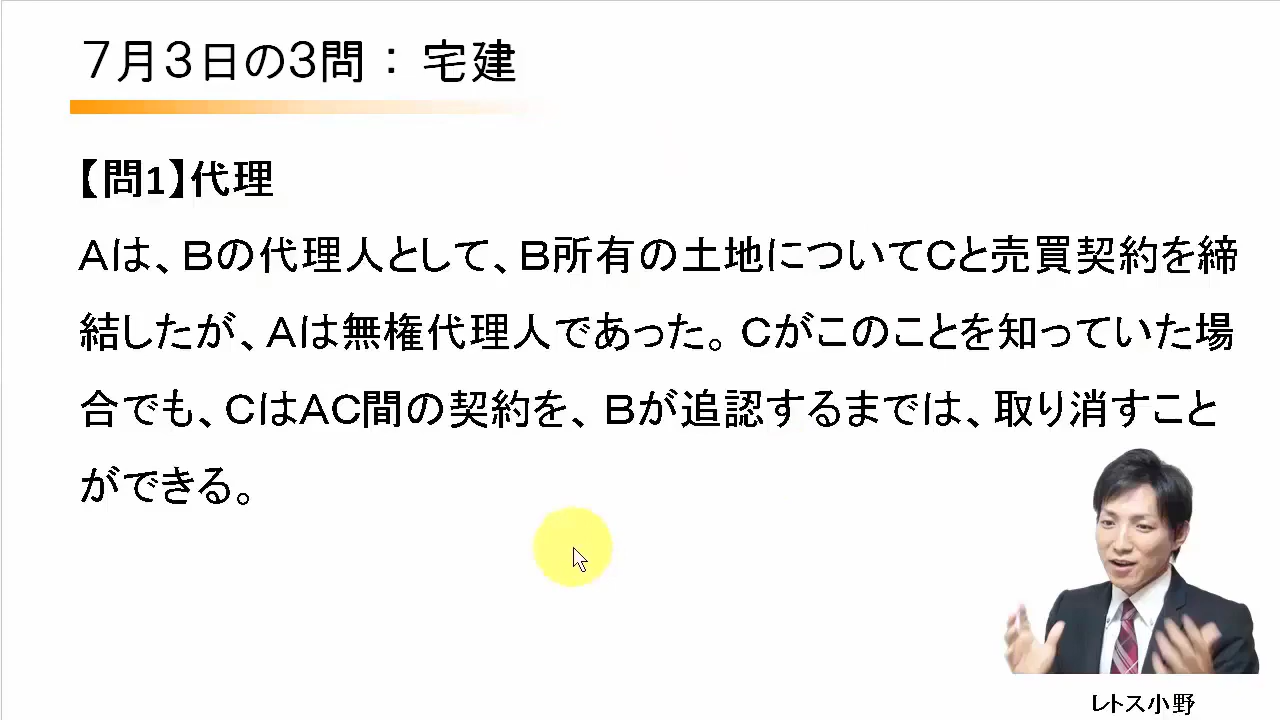 ７月３日の３問：宅建
【問1】代理
Ａは、Ｂの代理人として、Ｂ所有の土地についてＣと売買契約を締
結したが、Ａは無権代理人であった。Ｃがこのことを知っていた場
合でも、ＣはＡＣ間の契約を、Ｂが追認するまでは、取り消すこと
ができる。
レトス小野